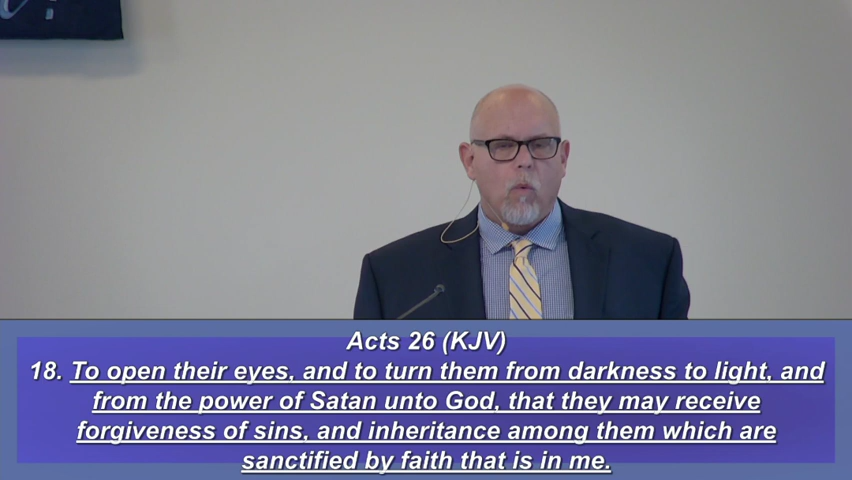 Acts 26 (KJV)
18. To open their eyes, and to turn them from darkness to light, and
from the power of Satan unto God, that they may receive
forgiveness of sins, and inheritance among them which are
sanctified by faith that is in me.